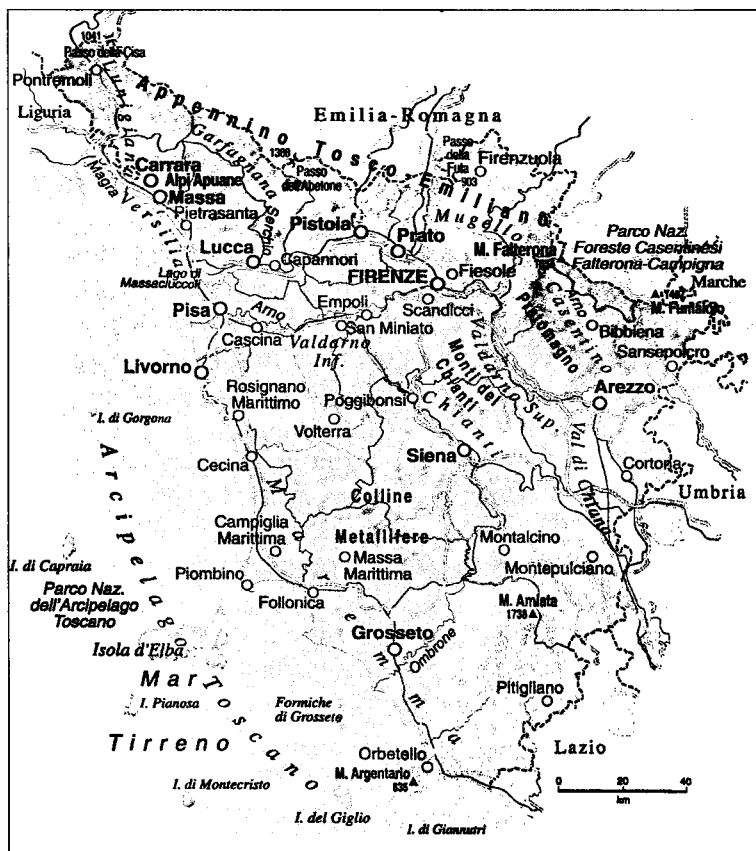 1041
Passo della Cisa
Pontremoli
Lunigiana
Liguria
Appennino Tosco-Emiliano
Emilia-Romagna
Garfagnana
1388
Passo
dell'Abetone
Passo
della
Futa
903
Firenzuola
Mugello
Carrara
Alpi Apuane
Massa
(Magra
Versilia
Pietrasanta
Serchio
Pistoia
Prato
M. Falterona
Parco Naz.
Foreste Casentinesi
Falterona-Campigna
Marche
Lucca
Capannori
Lago di
Massaciuccoli
FIRENZE
Fiesole
Scandicci
Arno
Casentino
Pratomagno
M. Fumaiolo
Bibbiena
Sansepolcro
Pisa
Arno
Empoli
San Miniato
Cascina
Valdarno
Inf.
Valdarno Sup.
Livorno
Monti del
Chianti
Chianti
Arezzo
Rosignano
Marittimo
Poggibonsi
I. di Gorgona
Volterra
Siena
Val di Chiana
Cortona
Umbria
Cecina
Arcipelago
Toscano
Maremma
Colline
Metallifere
Campiglia
Marittima
Massa
Marittima
Montalcino
Montepulciano
I. di Capraia
Parco Naz.
dell'Arcipelago
Toscano
Piombino
Follonica
M. Amiata
1738
Isola d'Elba
Grosseto
Ombrone
Mar
Tirreno
I. Pianosa
Formiche
di Grosseto
Pitigliano
Lazio
Orbetello
M. Argentario
635
I. di Montecristo
I. del Giglio
I. di Giannutri
0 20 40
km